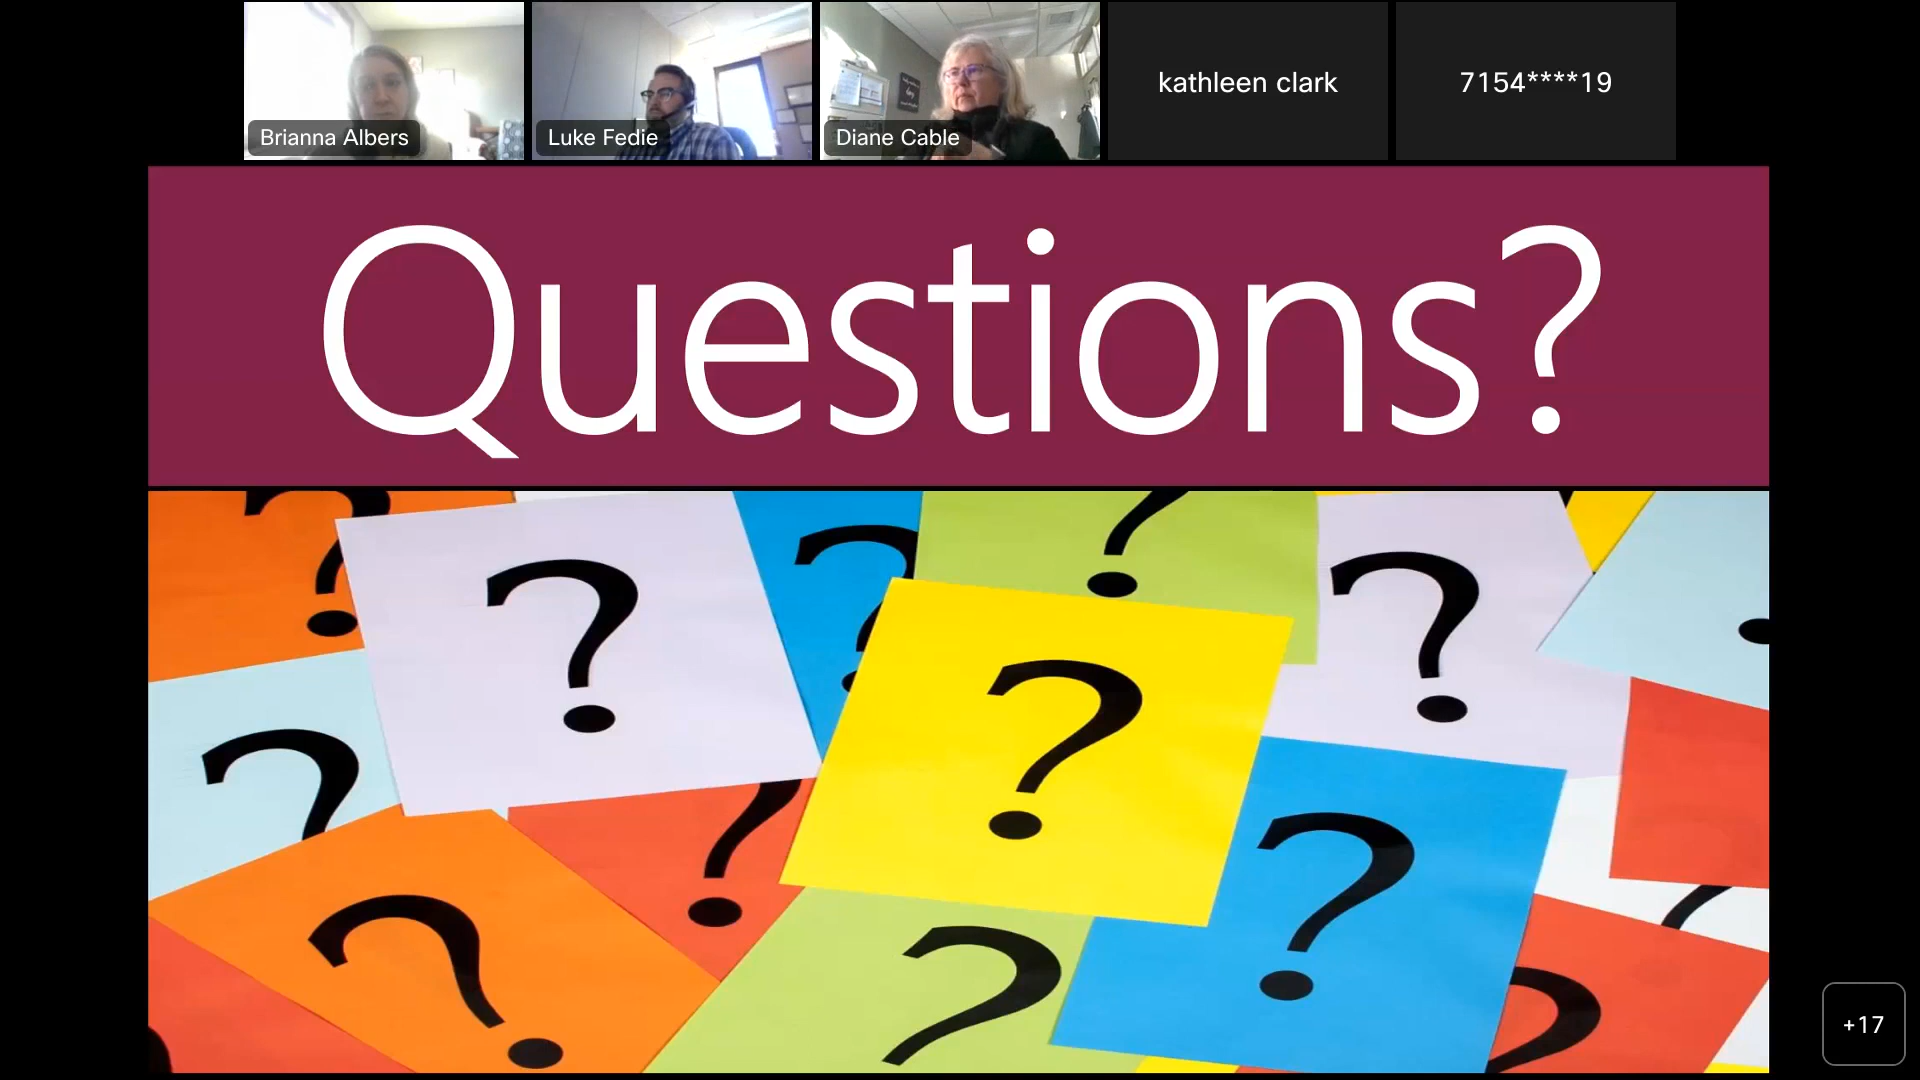 Brianna Albers
Luke Fedie
Diane Cable
kathleen clark
7154****19
Questions?
? ? ? ?
? ? ?
? ? ?
? ? ?
+17